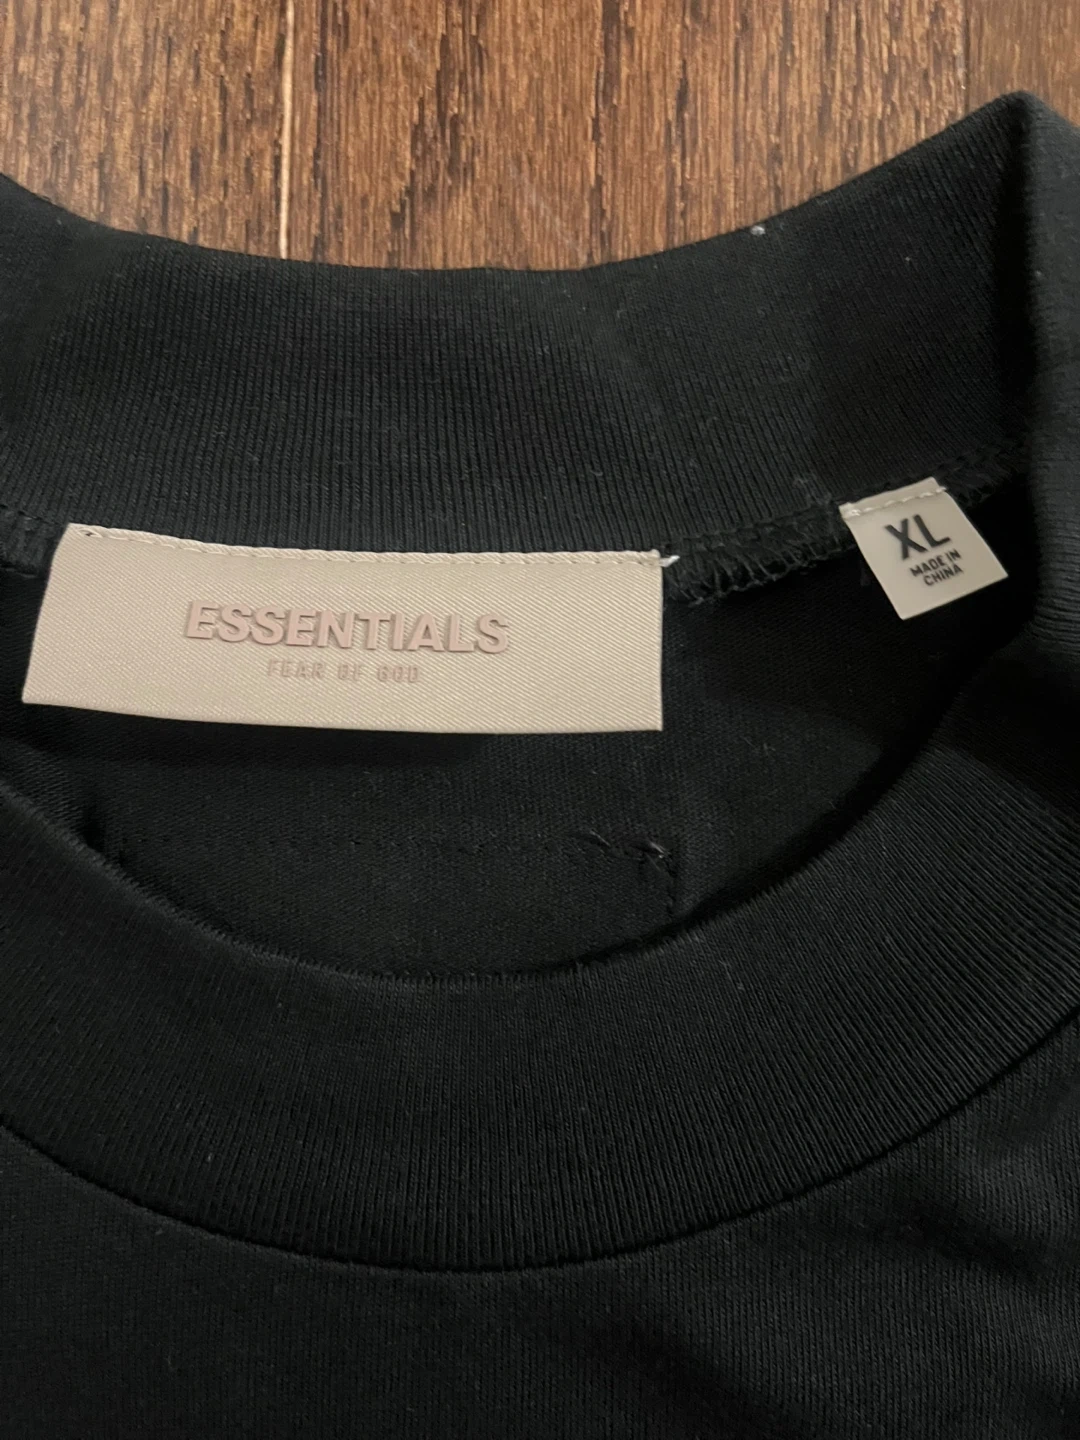 ESSENTIALS
FEAR OF GOD
XL
MADE IN
CHINA